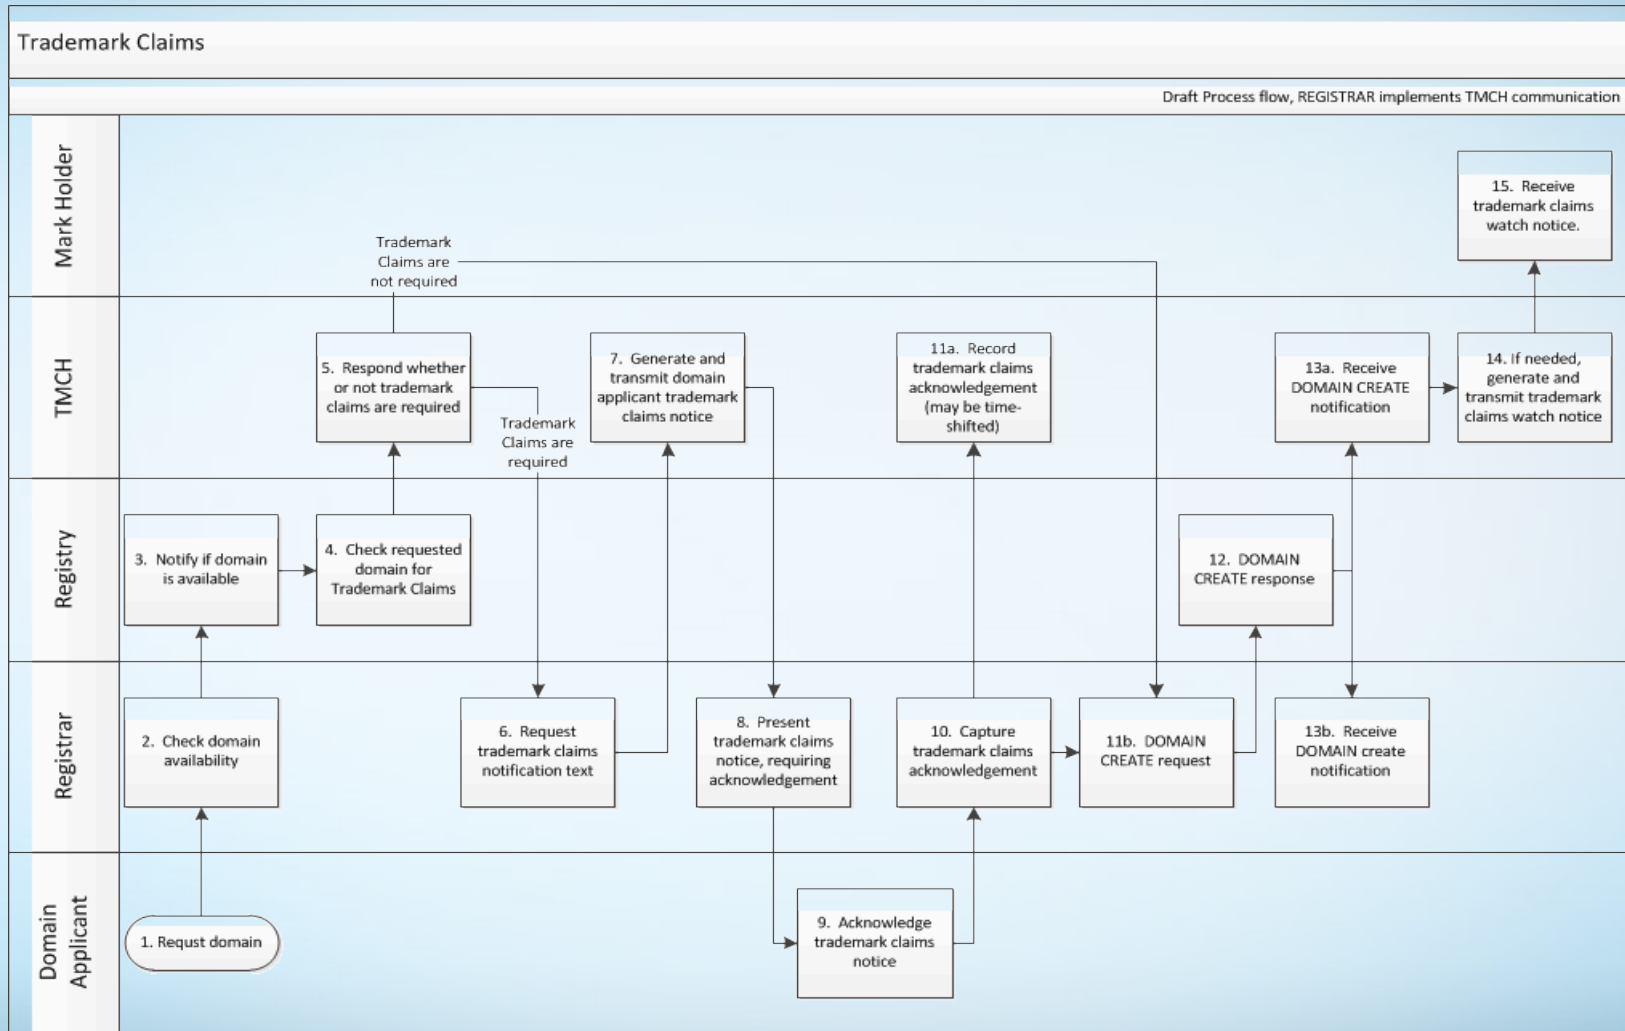 Trademark Claims
Draft Process flow, REGISTRAR implements TMCH communication
Mark Holder
15. Receive
trademark claims
watch notice.
Trademark
Claims are
not required
TMCH
5. Respond whether
or not trademark
claims are required
Trademark
Claims are
required
7. Generate and
transmit domain
applicant trademark
claims notice
11a. Record
trademark claims
acknowledgement
(may be time-
shifted)
13a. Receive
DOMAIN CREATE
notification
14. If needed,
generate and
transmit trademark
claims watch notice
Registry
3. Notify if domain
is available
4. Check requested
domain for
Trademark Claims
12. DOMAIN
CREATE response
Registrar
2. Check domain
availability
6. Request
trademark claims
notification text
8. Present
trademark claims
notice, requiring
acknowledgement
10. Capture
trademark claims
acknowledgement
11b. DOMAIN
CREATE request
13b. Receive
DOMAIN create
notification
Domain
Applicant
1. Requst domain
9. Acknowledge
trademark claims
notice